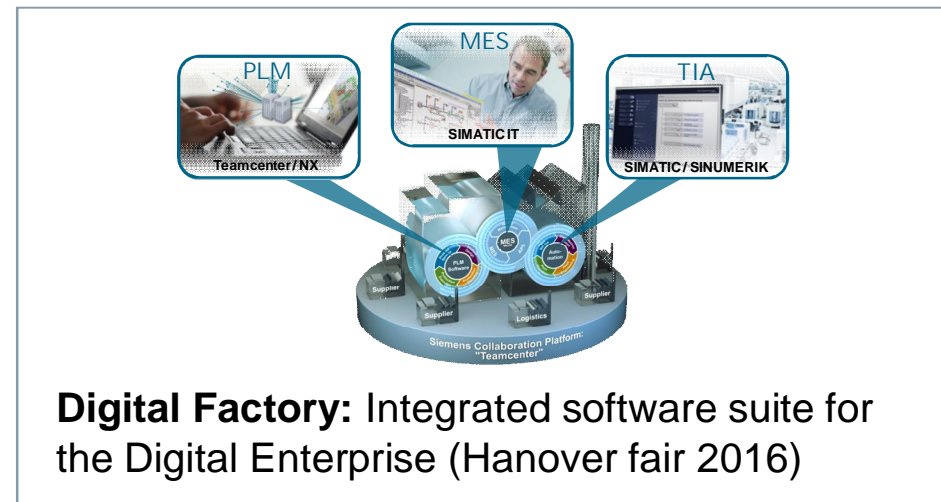 PLM
Teamcenter / NX
MES
SIMATIC IT
TIA
SIMATIC / SINUMERIK
PLM
Software
MES
Auto-
mation
Supplier
Supplier
Logistics
Supplier
Siemens Collaboration Platform:
"Teamcenter"
Digital Factory: Integrated software suite for
the Digital Enterprise (Hanover fair 2016)